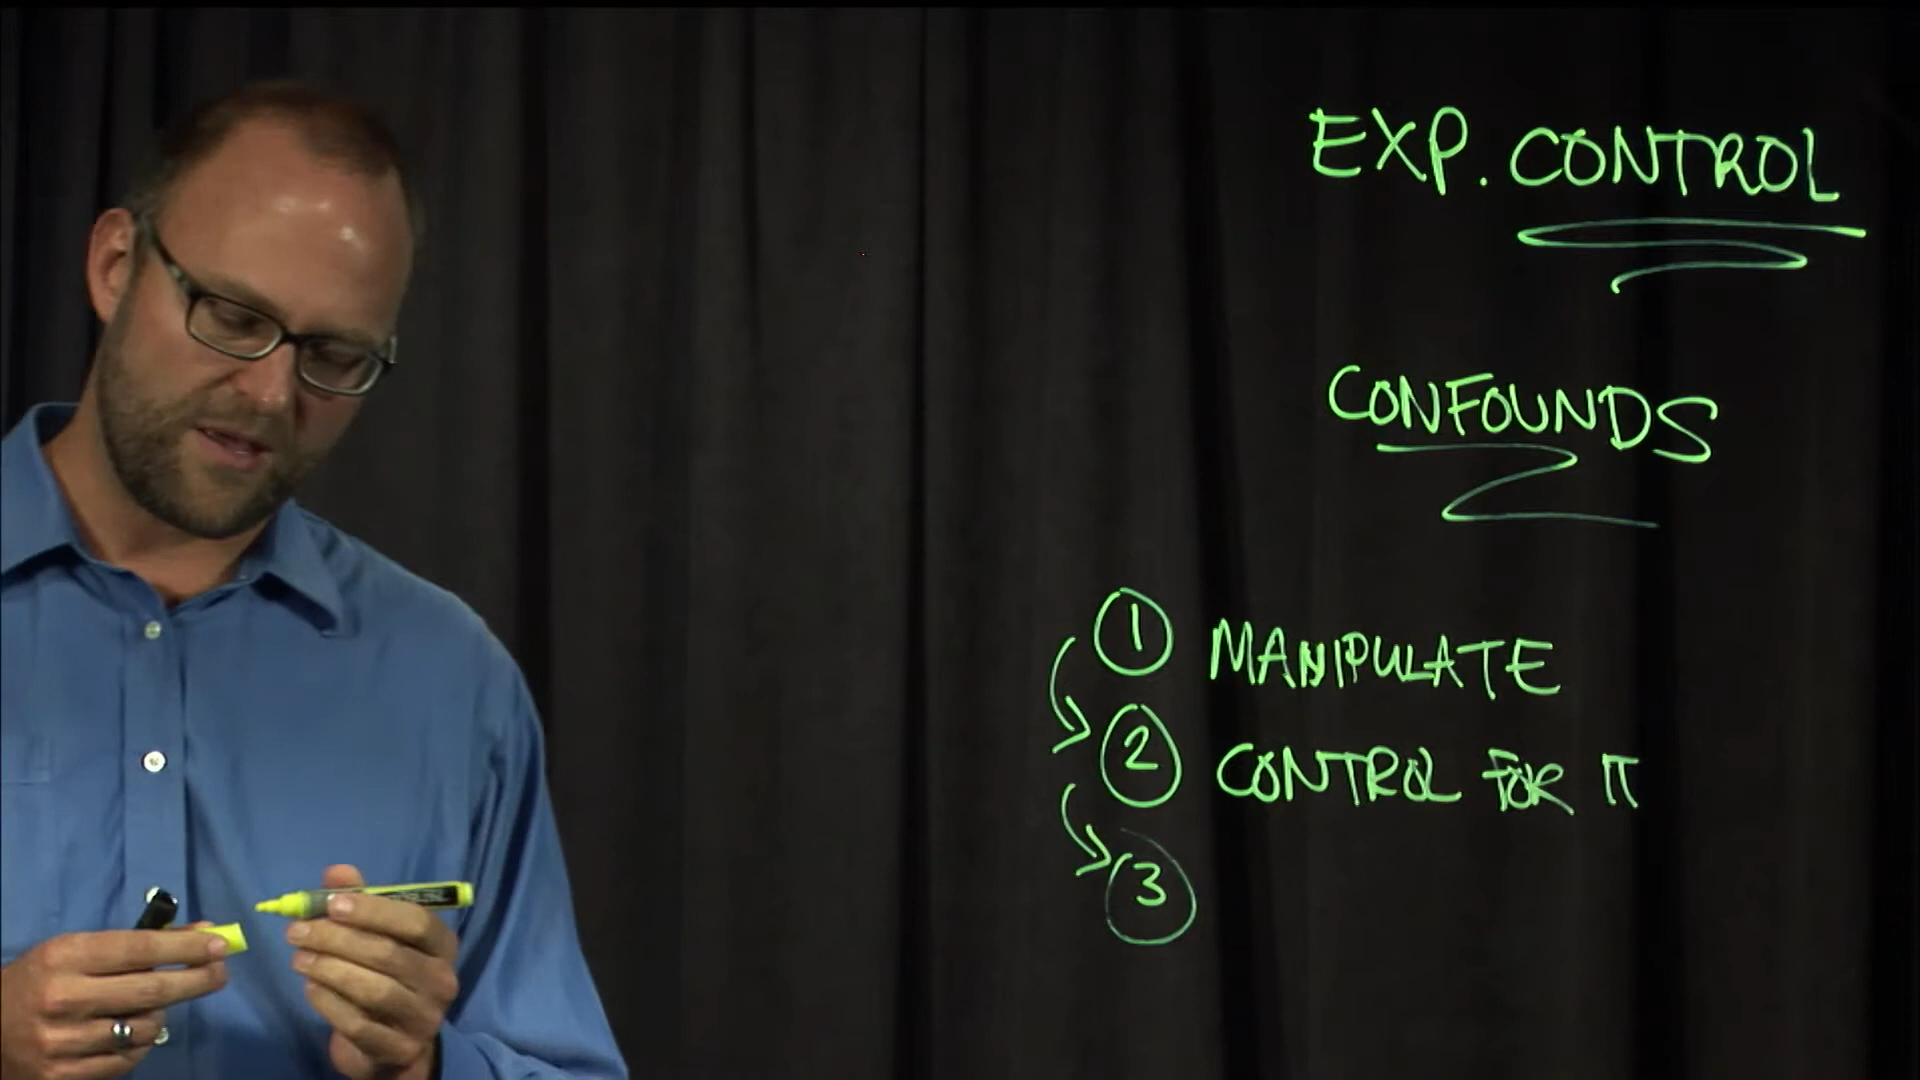 EXP. CONTROL
CONFOUNDS
1 MANIPULATE
2 CONTROL FOR IT
3